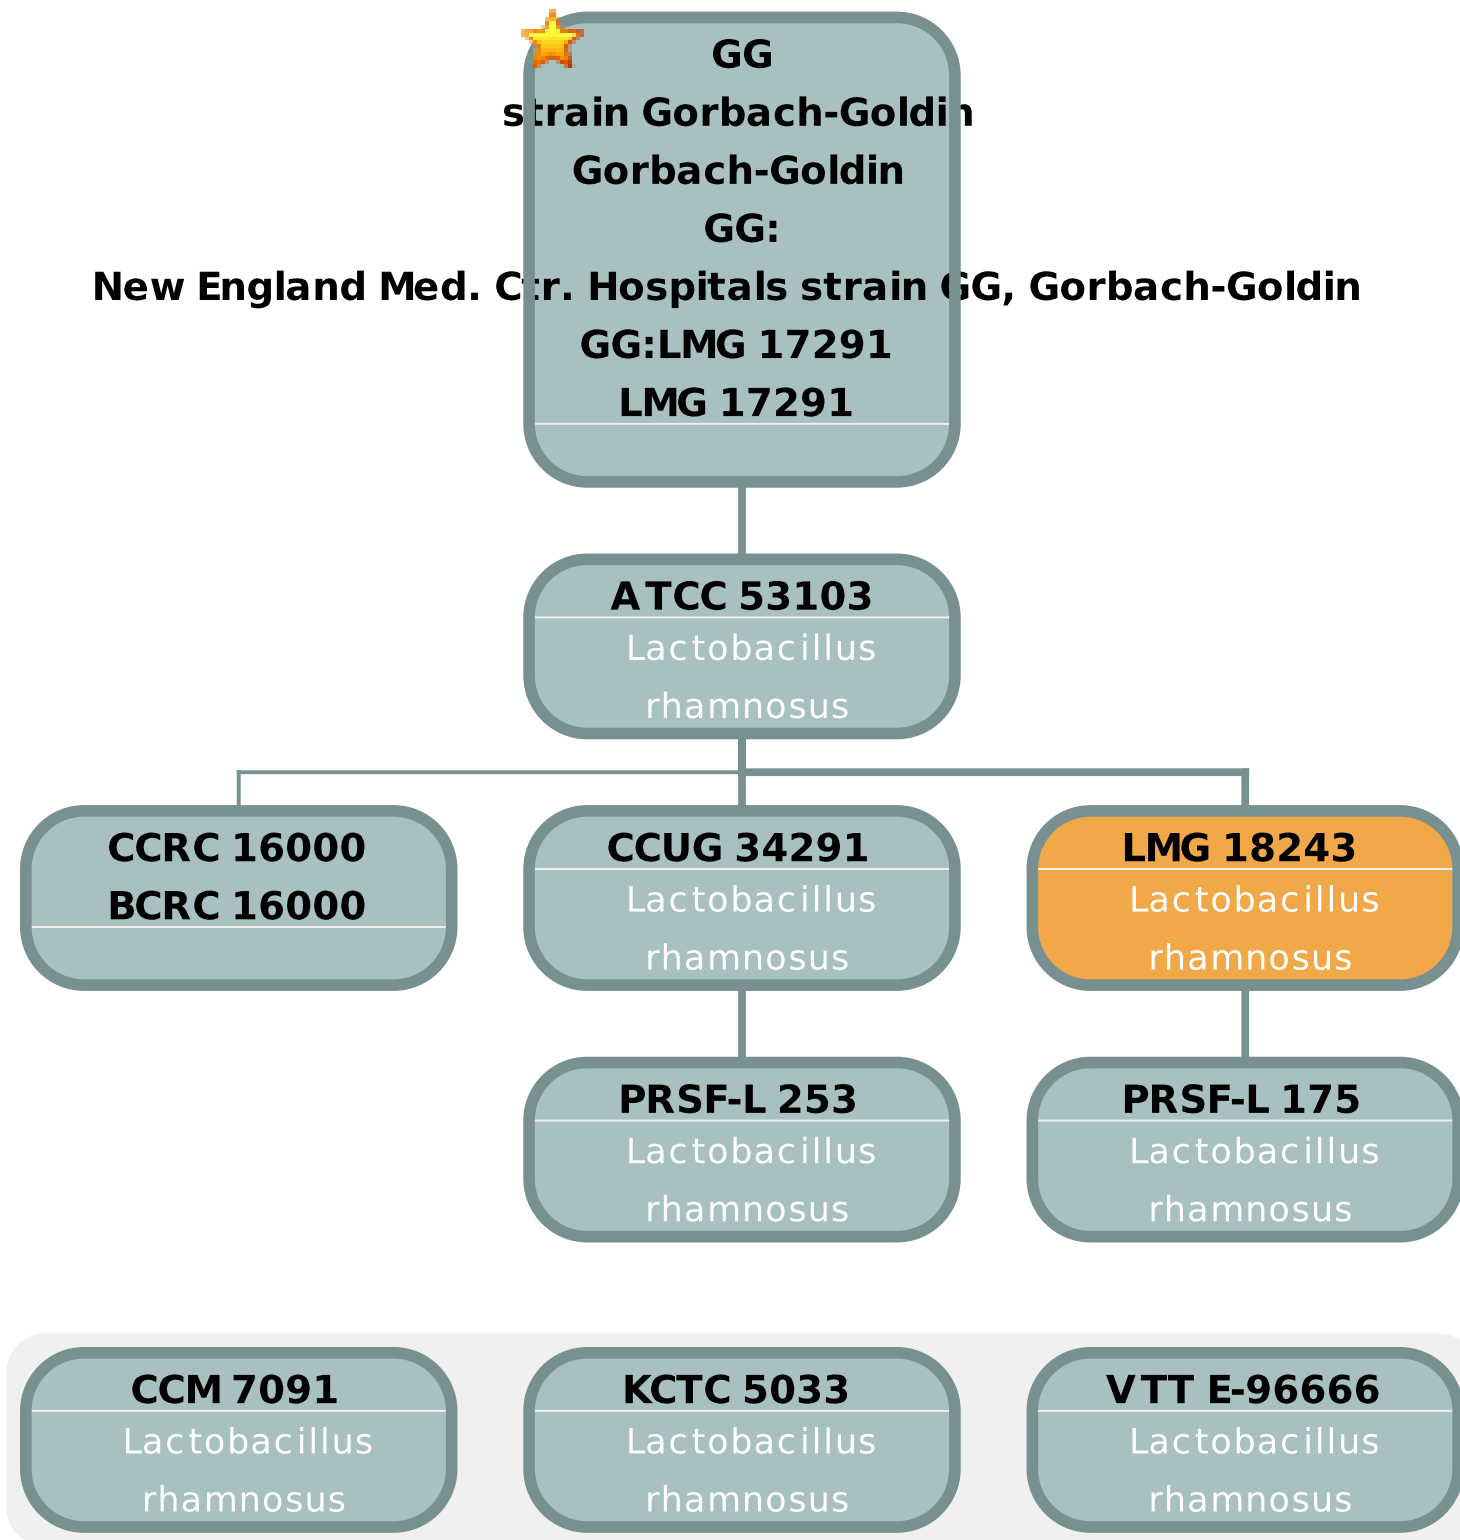 GG
strain Gorbach-Goldin
Gorbach-Goldin
GG:
New England Med. Ctr. Hospitals strain GG, Gorbach-Goldin
GG:LMG 17291
LMG 17291
ATCC 53103
Lactobacillus
rhamnosus
CCRC 16000
BCRC 16000
CCUG 34291
Lactobacillus
rhamnosus
LMG 18243
Lactobacillus
rhamnosus
PRSF-L 253
Lactobacillus
rhamnosus
PRSF-L 175
Lactobacillus
rhamnosus
CCM 7091
Lactobacillus
rhamnosus
KCTC 5033
Lactobacillus
rhamnosus
VTT E-96666
Lactobacillus
rhamnosus